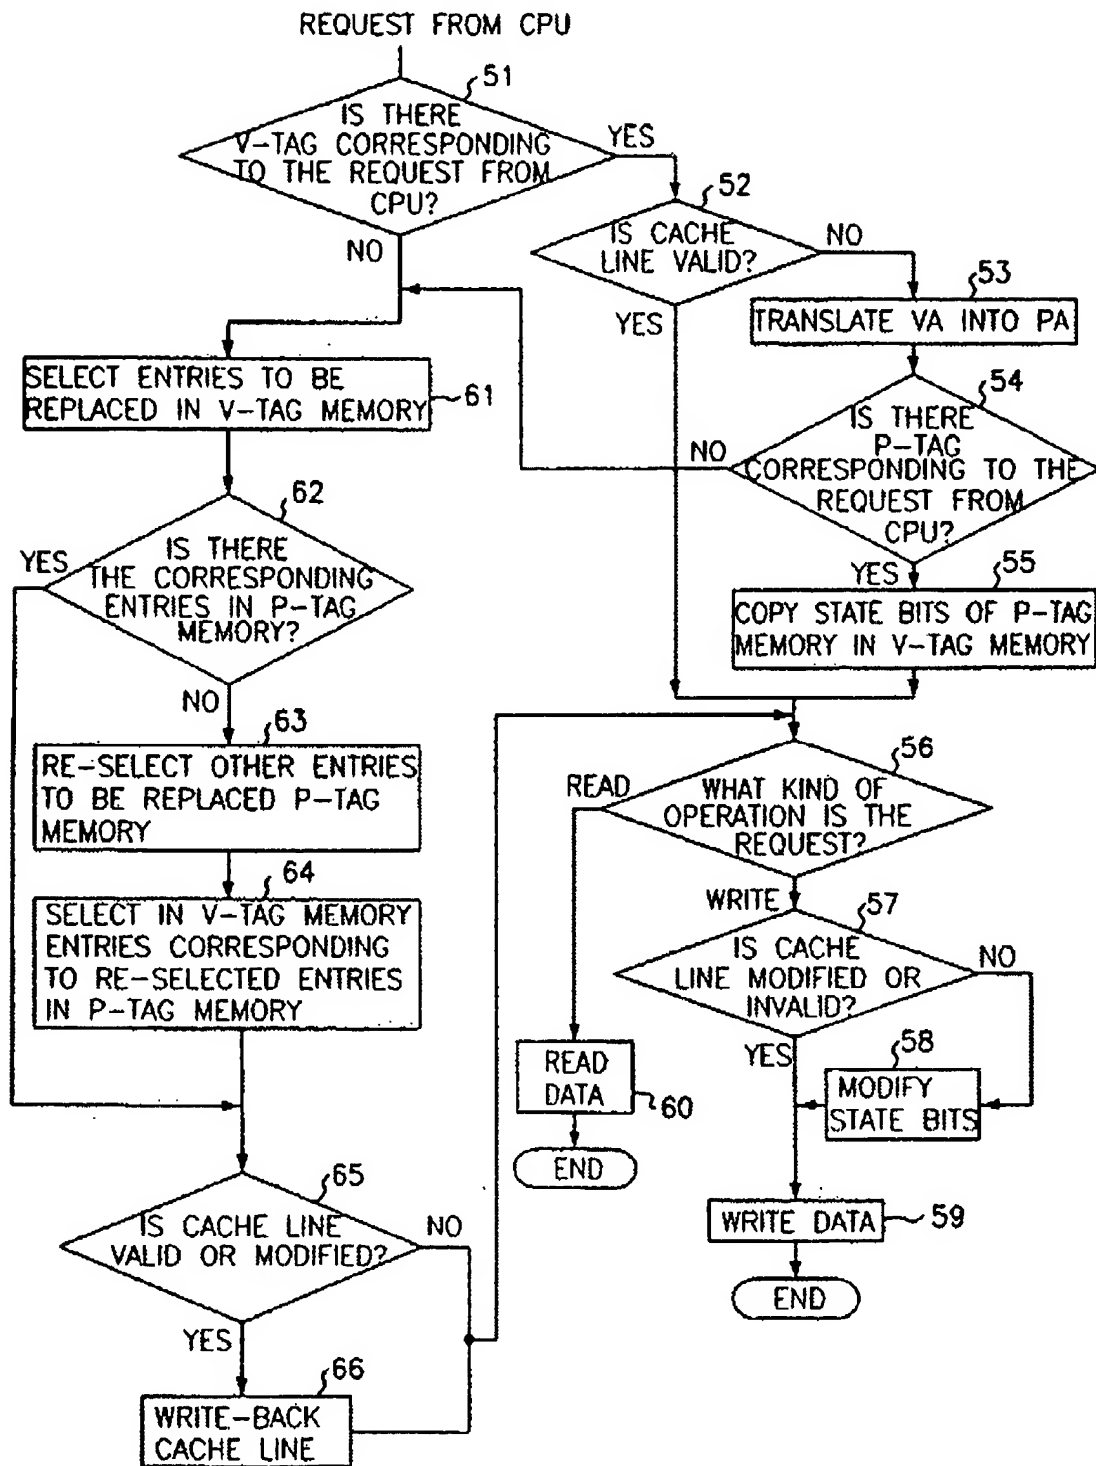 REQUEST FROM CPU
51
IS THERE
V-TAG CORRESPONDING
TO THE REQUEST FROM
CPU?
YES
NO
52
IS CACHE
LINE VALID?
NO
YES
53
TRANSLATE VA INTO PA
54
IS THERE
P-TAG
CORRESPONDING TO THE
REQUEST FROM
CPU?
NO
YES
55
COPY STATE BITS OF P-TAG
MEMORY IN V-TAG MEMORY
SELECT ENTRIES TO BE
REPLACED IN V-TAG MEMORY
61
62
IS THERE
THE CORRESPONDING
ENTRIES IN P-TAG
MEMORY?
YES
NO
63
RE-SELECT OTHER ENTRIES
TO BE REPLACED P-TAG
MEMORY
64
SELECT IN V-TAG MEMORY
ENTRIES CORRESPONDING
TO RE-SELECTED ENTRIES
IN P-TAG MEMORY
56
WHAT KIND OF
OPERATION IS THE
REQUEST?
READ
WRITE
57
IS CACHE
LINE MODIFIED OR
INVALID?
NO
YES
58
MODIFY
STATE BITS
READ
DATA
60
END
WRITE DATA
59
END
65
IS CACHE LINE
VALID OR MODIFIED?
NO
YES
66
WRITE-BACK
CACHE LINE